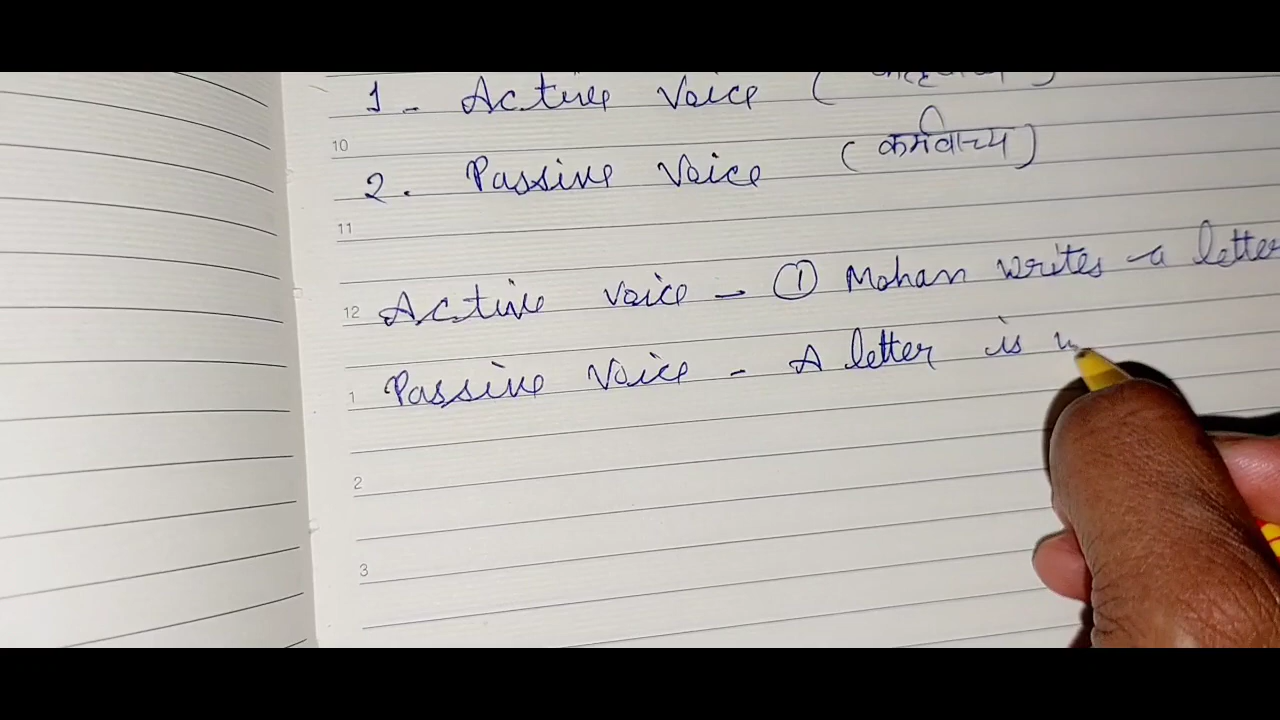 1 - Active Voice (
10
2. Passive Voice (कर्मवाच्य)
11
12 Active Voice - ① Mohan writes a letter
1 Passive Voice - A letter is
2
3